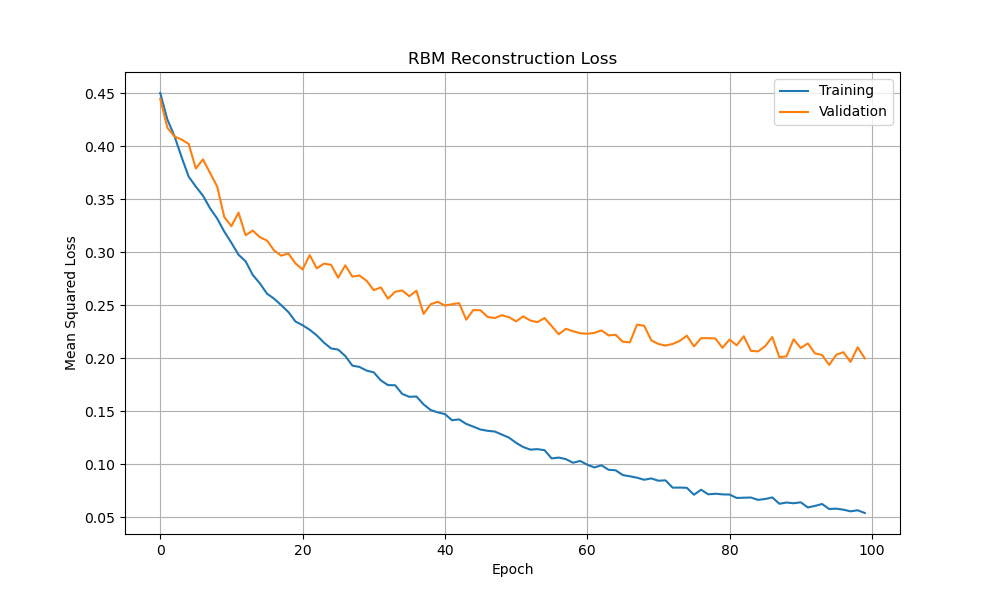 RBM Reconstruction Loss
Training
Validation
Mean Squared Loss
0.45
0.40
0.35
0.30
0.25
0.20
0.15
0.10
0.05
0 20 40 60 80 100
Epoch